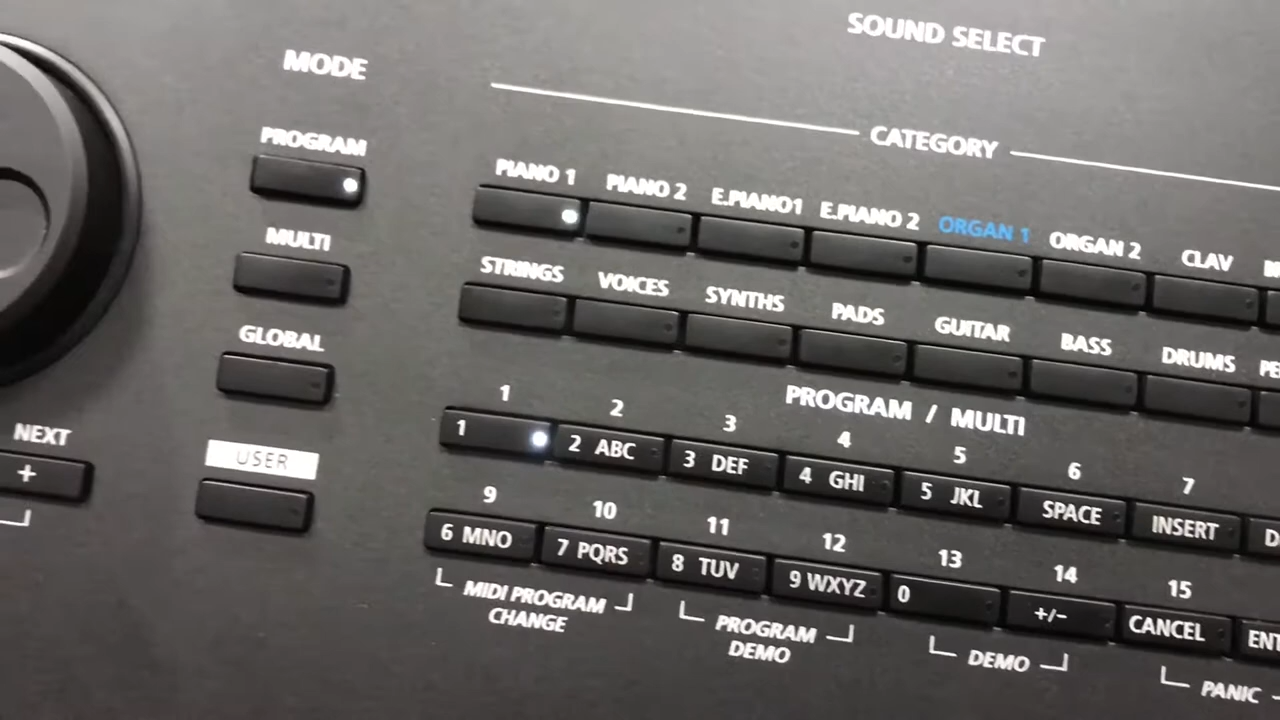 SOUND SELECT
MODE
CATEGORY
PROGRAM
PIANO 1 PIANO 2 E.PIANO1 E.PIANO 2 ORGAN 1 ORGAN 2 CLAV
MULTI
STRINGS VOICES SYNTHS PADS GUITAR BASS DRUMS
GLOBAL
PROGRAM / MULTI
1 2 3 4 5 6 7
1 2 ABC 3 DEF 4 GHI 5 JKL SPACE INSERT
NEXT
+
USER
9 10 11 12 13 14 15
6 MNO 7 PQRS 8 TUV 9 WXYZ 0 +/- CANCEL
MIDI PROGRAM
CHANGE
PROGRAM
DEMO
DEMO
PANIC